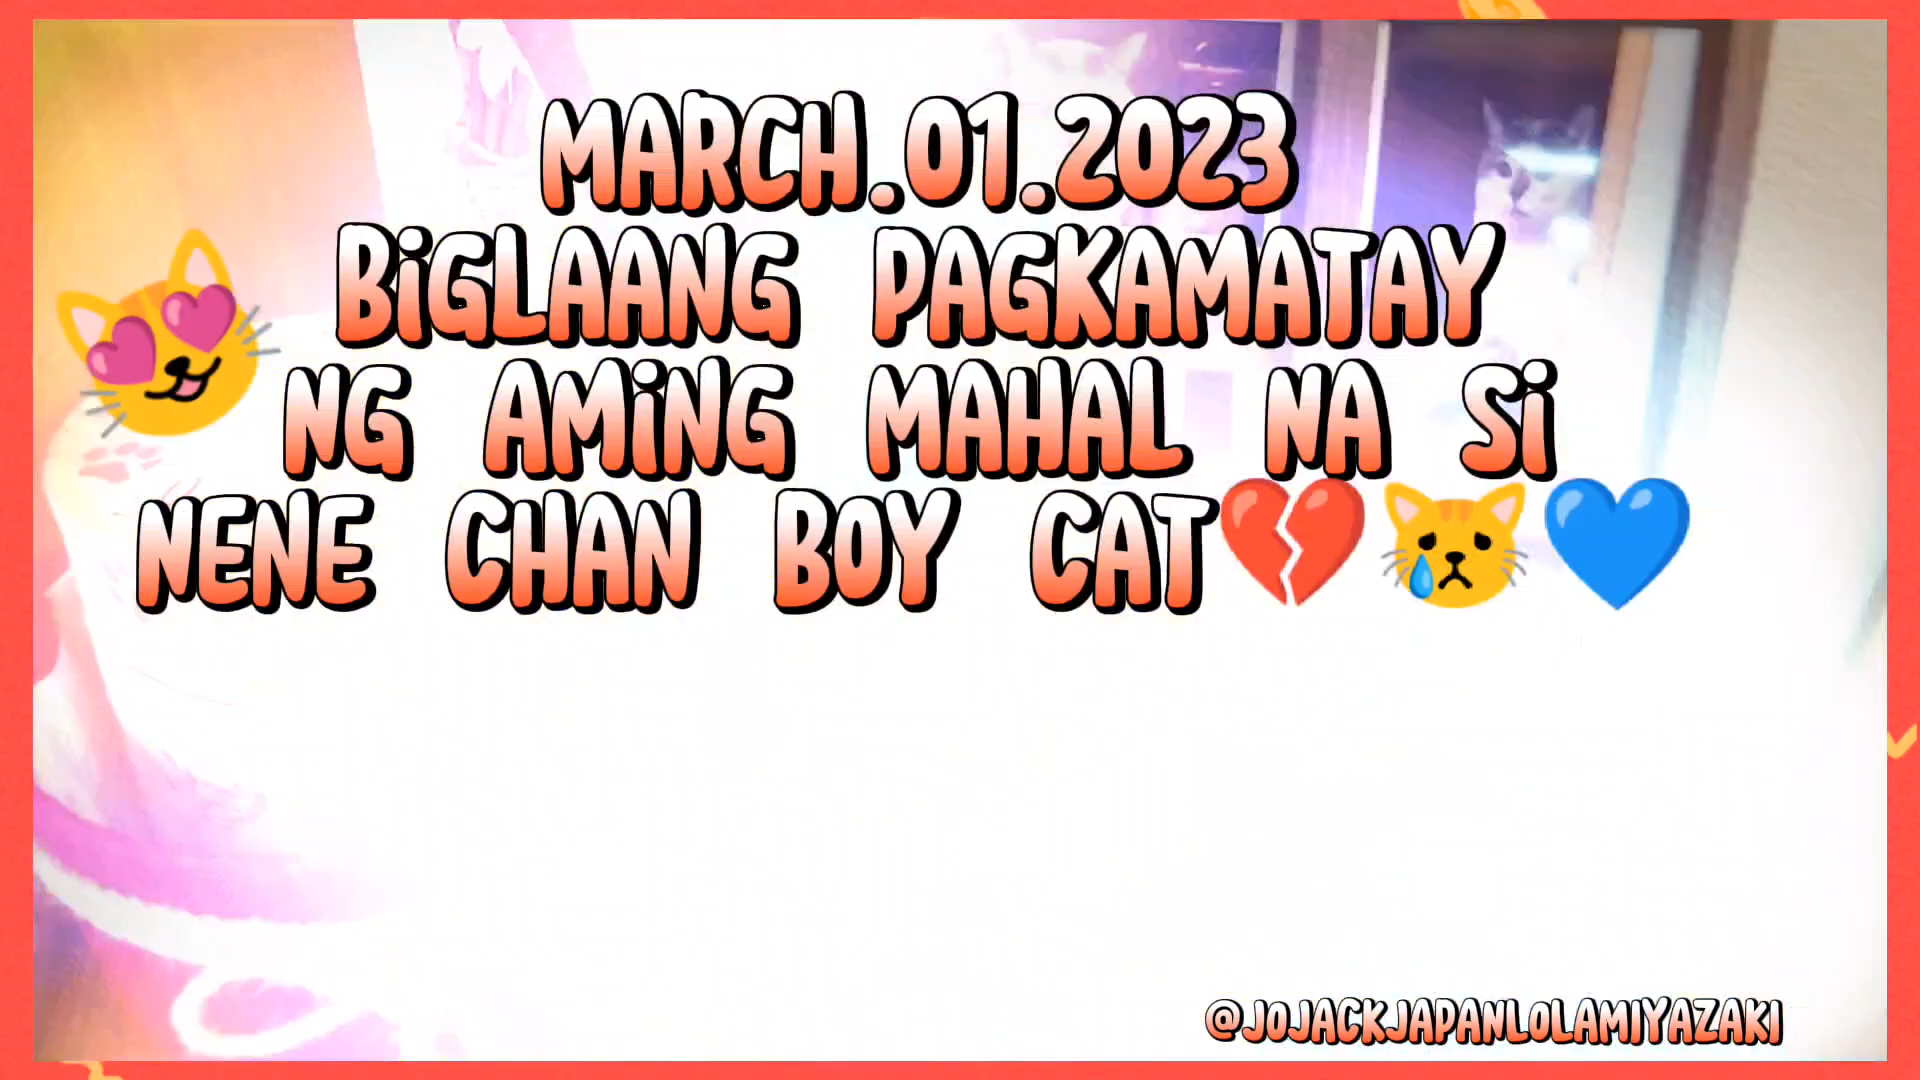 MARCH.01.2023
BiGLAANG PAGKAMATAY
NG AMiNG MAHAL NA Si
NENE CHAN BOY CAT💔😿💙
@JOJACKJAPANLOLAMIYAZAKI